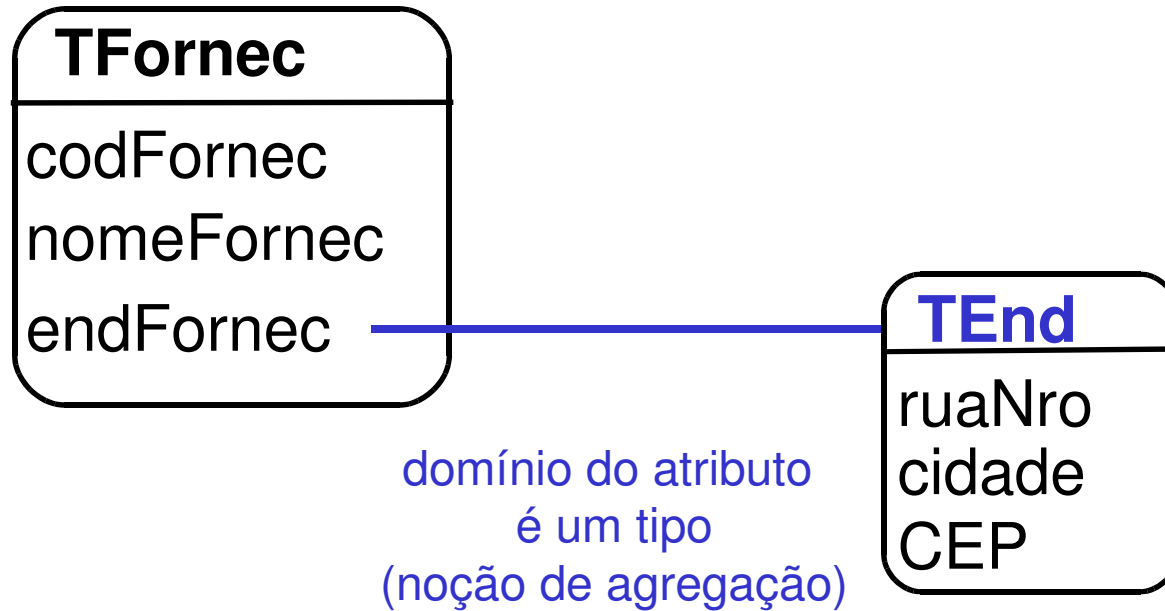 TFornec
codFornec
nomeFornec
endFornec
TEnd
ruaNro
cidade
CEP
domínio do atributo
é um tipo
(noção de agregação)